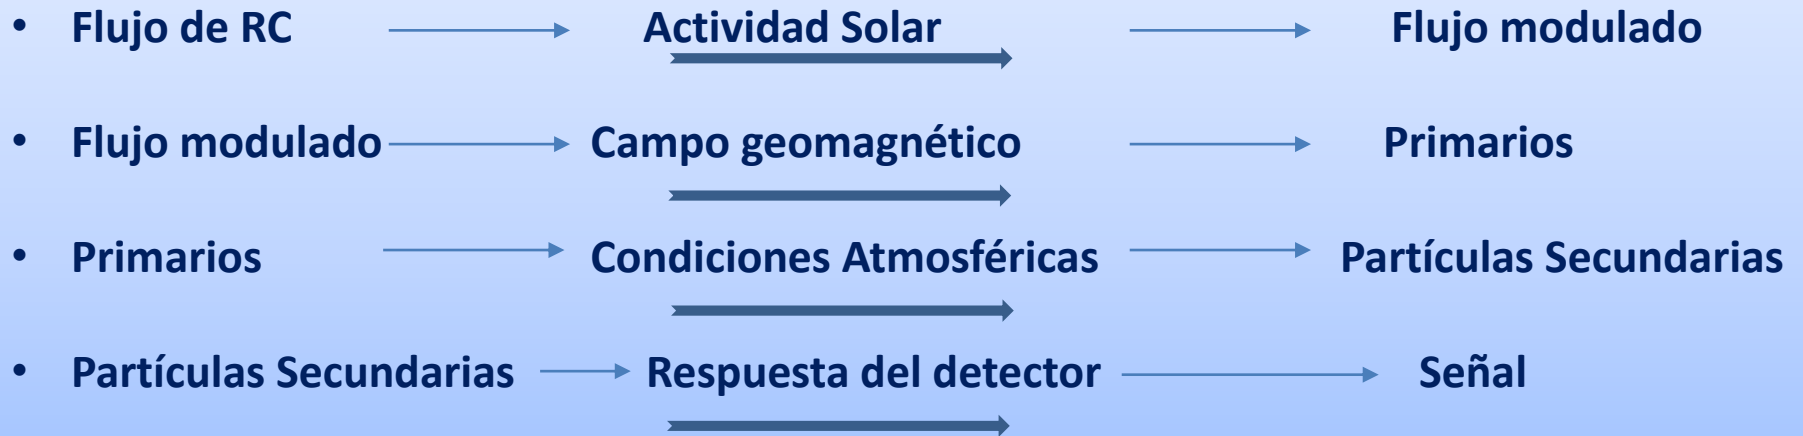 • Flujo de RC Actividad Solar Flujo modulado
• Flujo modulado Campo geomagnético Primarios
• Primarios Condiciones Atmosféricas Partículas Secundarias
• Partículas Secundarias Respuesta del detector Señal